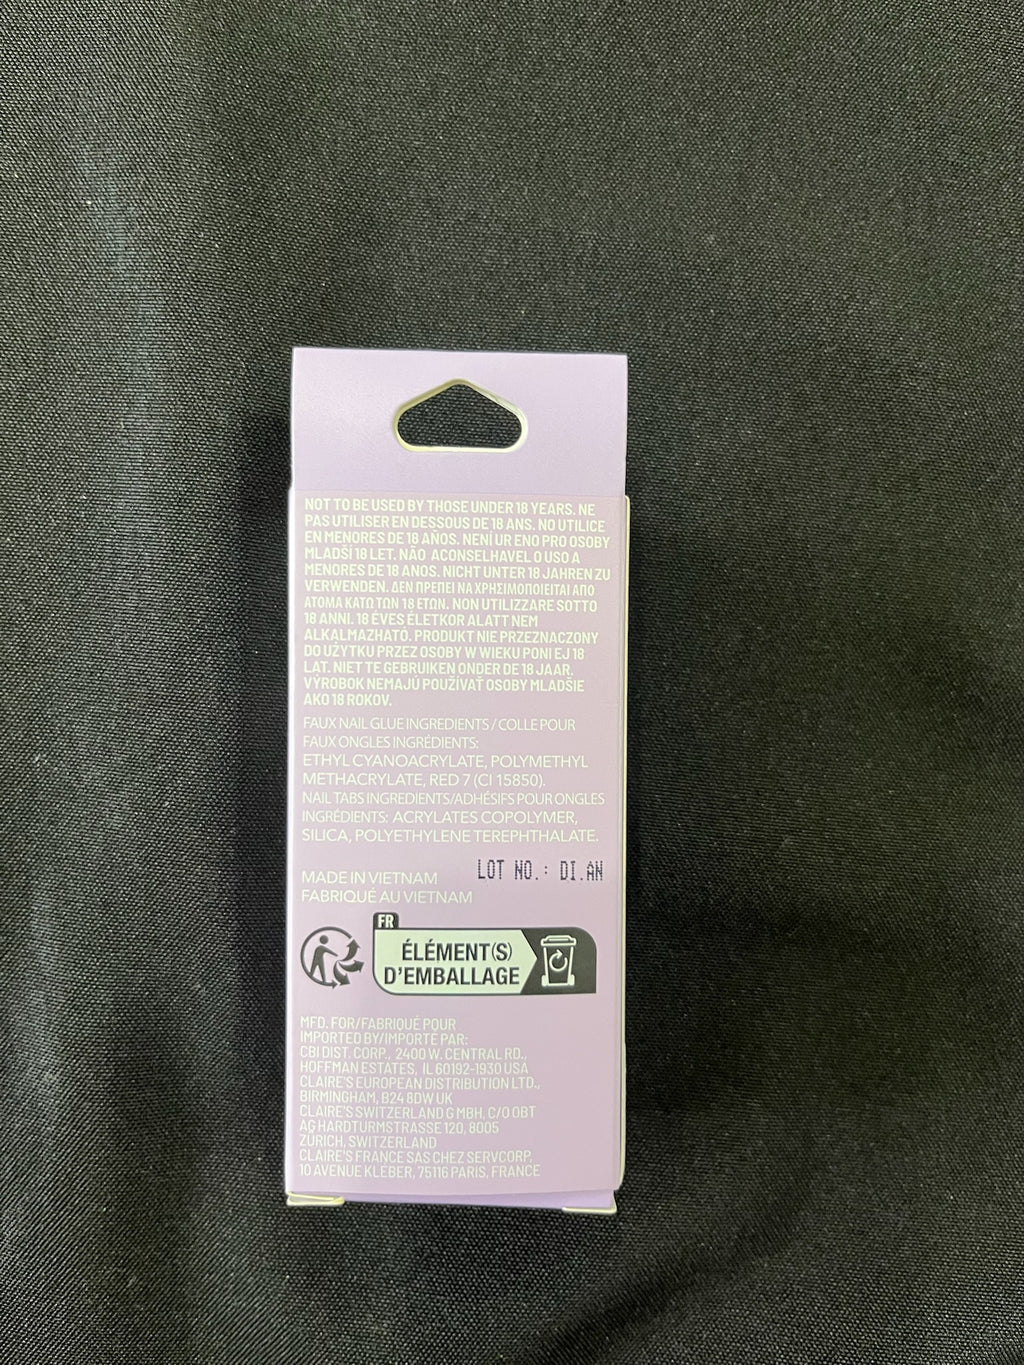 NOT TO BE USED BY THOSE UNDER 18 YEARS. NE
PAS UTILISER EN DESSOUS DE 18 ANS. NO UTILICE
EN MENORES DE 18 AÑOS. NENÍ UR ENO PRO OSOBY
MLADŠÍ 18 LET. NÃO ACONSELHAVEL O USO A
MENORES DE 18 ANOS. NICHT UNTER 18 JAHREN ZU
VERWENDEN. ΔΕΝ ΠΡΕΠΕΙ ΝΑ ΧΡΗΣΙΜΟΠΟΙΕΙΤΑΙ ΑΠΟ
ΑΤΟΜΑ ΚΑΤΩ ΤΩΝ 18 ΕΤΩΝ. NON UTILIZZARE SOTTO
18 ANNI. 18 ÉVES ÉLETKOR ALATT NEM
ALKALMAZHATÓ. PRODUKT NIE PRZEZNACZONY
DO UŻYTKU PRZEZ OSOBY W WIEKU PONI EJ 18
LAT. NIET TE GEBRUIKEN ONDER DE 18 JAAR.
VÝROBOK NEMAJÚ POUŽÍVAŤ OSOBY MLADŠIE
AKO 18 ROKOV.
FAUX NAIL GLUE INGREDIENTS / COLLE POUR
FAUX ONGLES INGRÉDIENTS:
ETHYL CYANOACRYLATE, POLYMETHYL
METHACRYLATE, RED 7 (CI 15850).
NAIL TABS INGREDIENTS/ADHÉSIFS POUR ONGLES
INGRÉDIENTS: ACRYLATES COPOLYMER,
SILICA, POLYETHYLENE TEREPHTHALATE.
LOT NO.: DI.AN
MADE IN VIETNAM
FABRIQUÉ AU VIETNAM
FR
ÉLÉMENT(S)
D'EMBALLAGE
MFD. FOR/FABRIQUÉ POUR
IMPORTED BY/IMPORTÉ PAR:
CBI DIST. CORP., 2400 W. CENTRAL RD.,
HOFFMAN ESTATES, IL 60192-1930 USA
CLAIRE'S EUROPEAN DISTRIBUTION LTD.,
BIRMINGHAM, B24 8DW UK
CLAIRE'S SWITZERLAND G MBH, C/O OBT
AG HARDTURMSTRASSE 120, 8005
ZÜRICH, SWITZERLAND
CLAIRE'S FRANCE SAS CHEZ SERVCORP,
10 AVENUE KLÉBER, 75116 PARIS, FRANCE